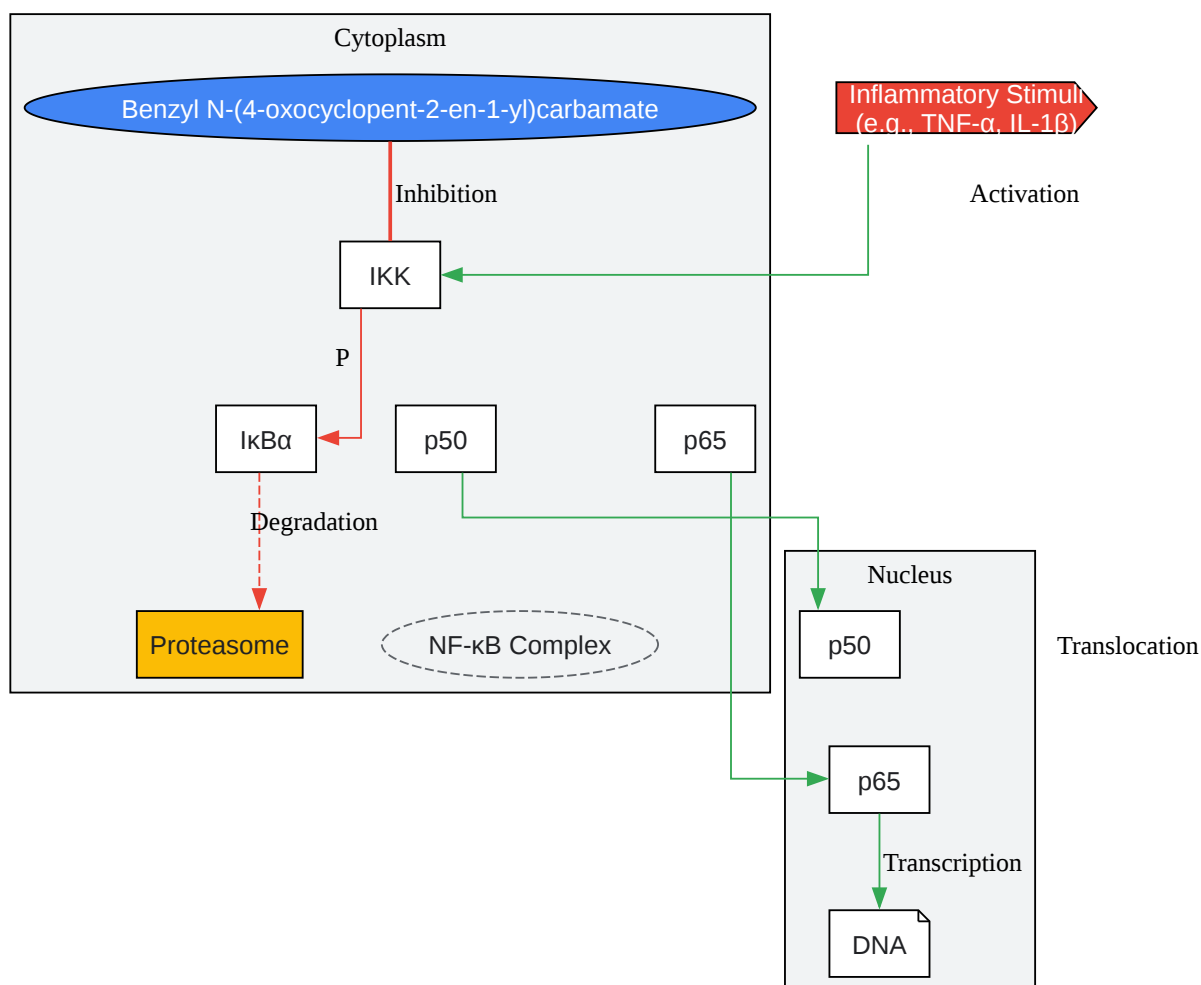 Cytoplasm
Benzyl N-(4-oxocyclopent-2-en-1-yl)carbamate
Inflammatory Stimuli
(e.g., TNF-α, IL-1β)
Inhibition
Activation
IKK
P
IκBα
p50
p65
Degradation
Nucleus
Proteasome
NF-κB Complex
p50
Translocation
p65
Transcription
DNA